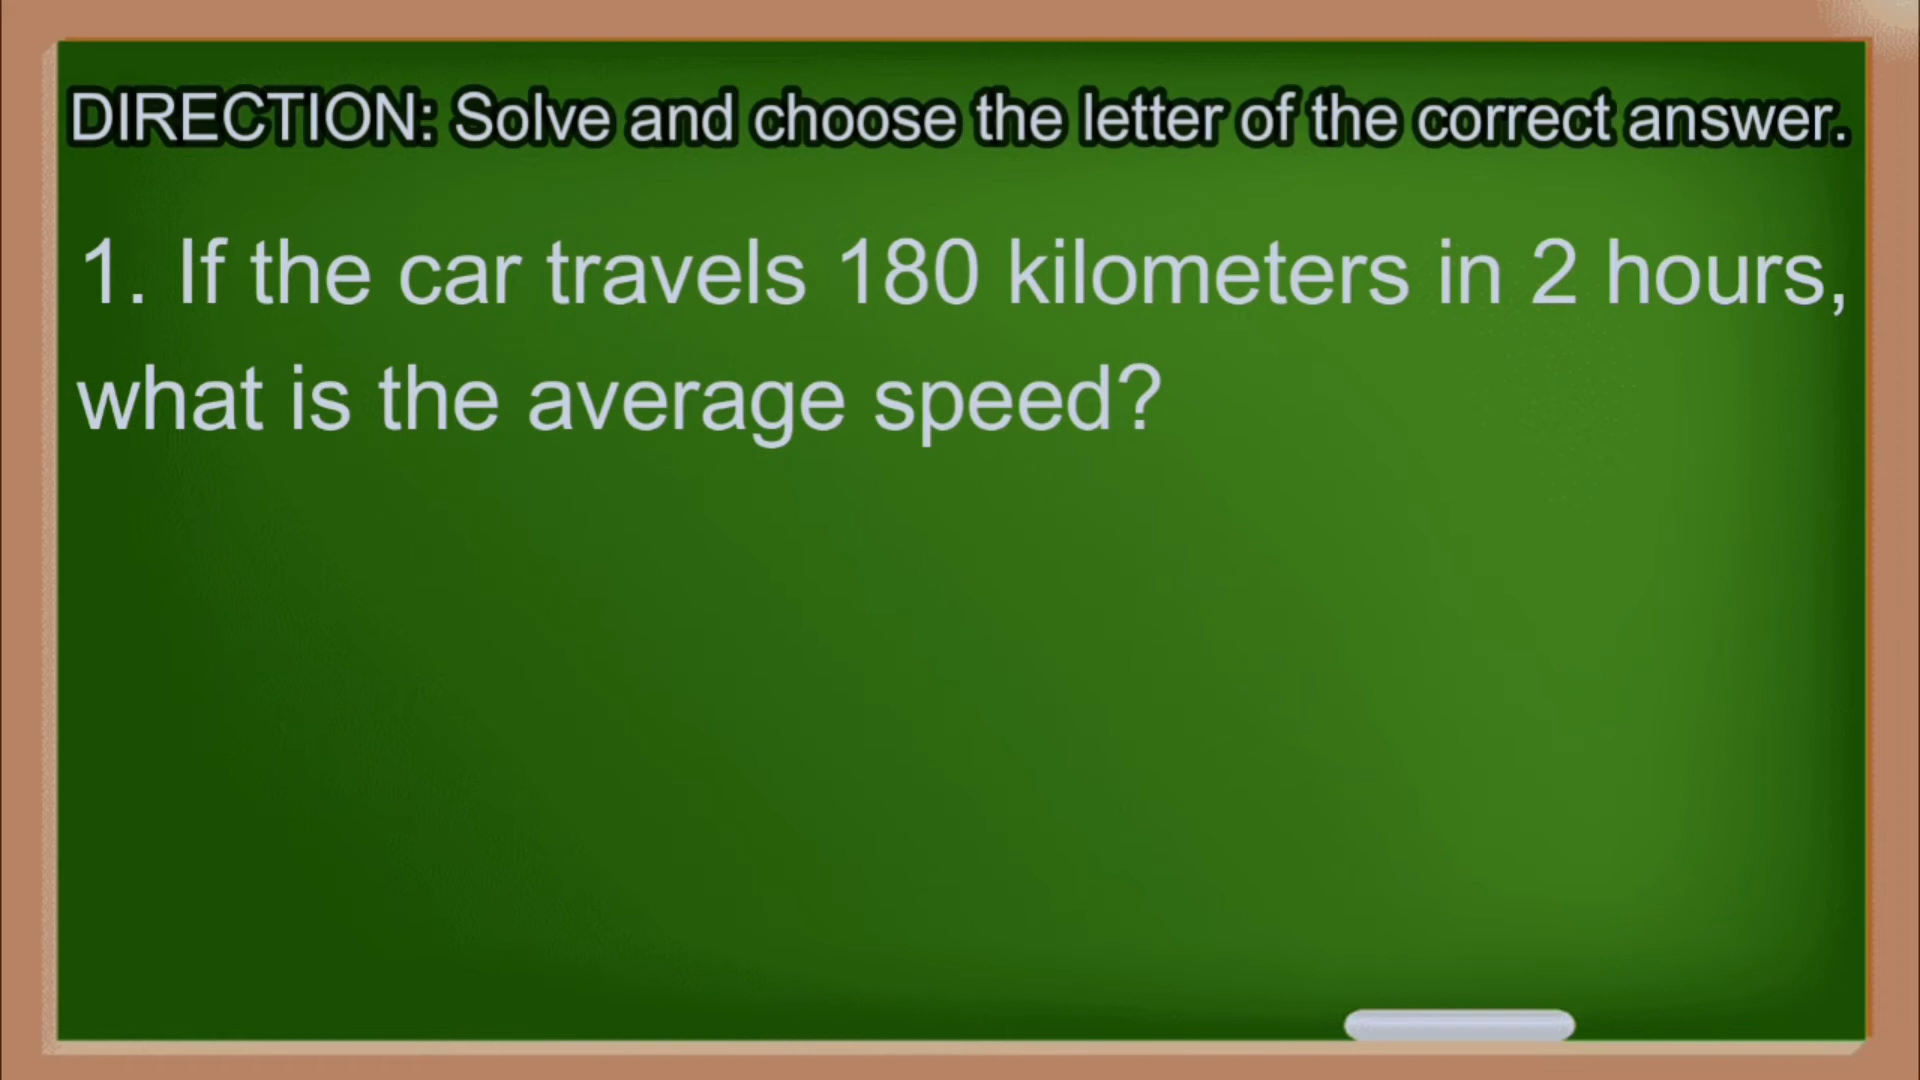 DIRECTION: Solve and choose the letter of the correct answer.
1. If the car travels 180 kilometers in 2 hours,
what is the average speed?